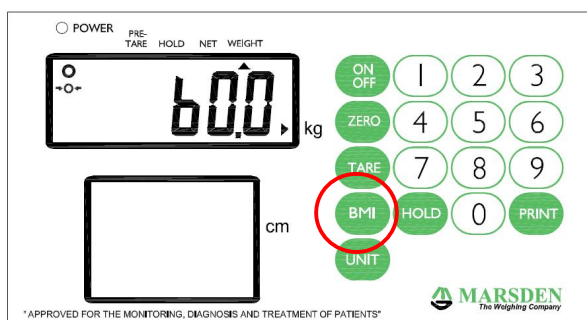 POWER
PRE-TARE HOLD NET WEIGHT
60.0 kg
cm
ON OFF 1 2 3
ZERO 4 5 6
TARE 7 8 9
BMI HOLD 0 PRINT
UNIT
MARSDEN
The Weighing Company
"APPROVED FOR THE MONITORING, DIAGNOSIS AND TREATMENT OF PATIENTS"